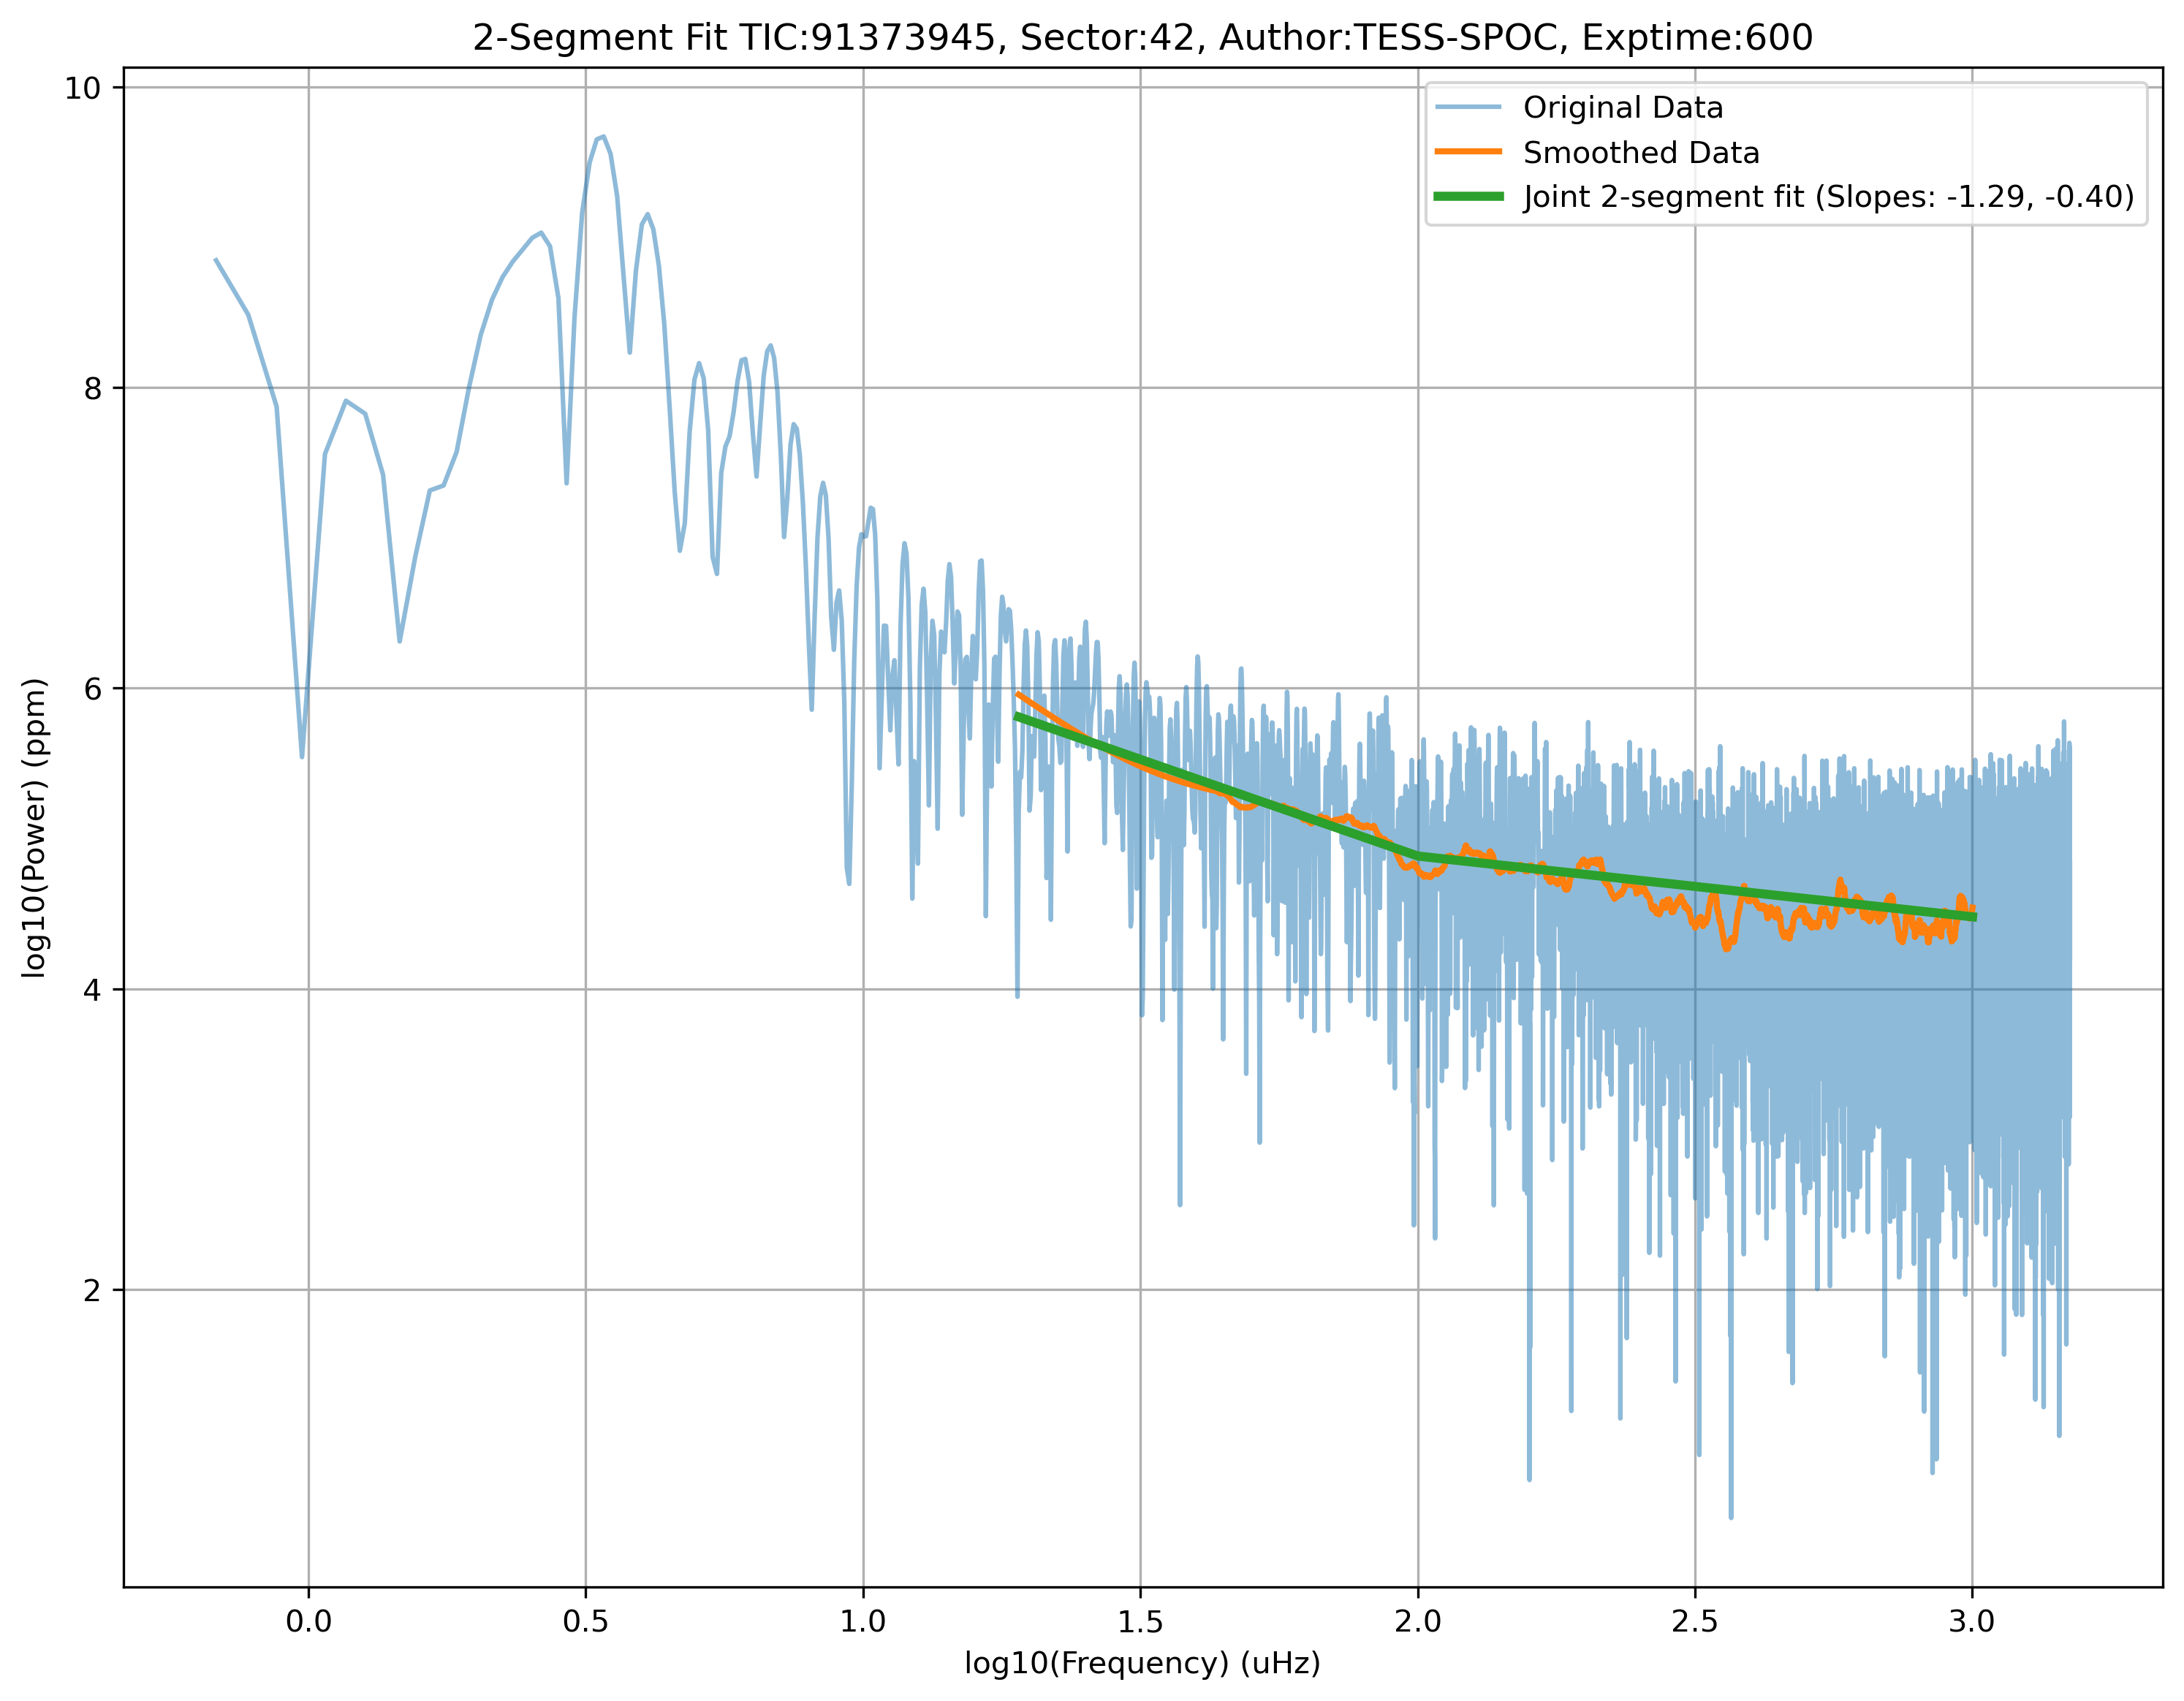 2-Segment Fit TIC:91373945, Sector:42, Author:TESS-SPOC, Exptime:600
Original Data
Smoothed Data
Joint 2-segment fit (Slopes: -1.29, -0.40)
log10(Power) (ppm)
10
8
6
4
2
0.0 0.5 1.0 1.5 2.0 2.5 3.0
log10(Frequency) (uHz)